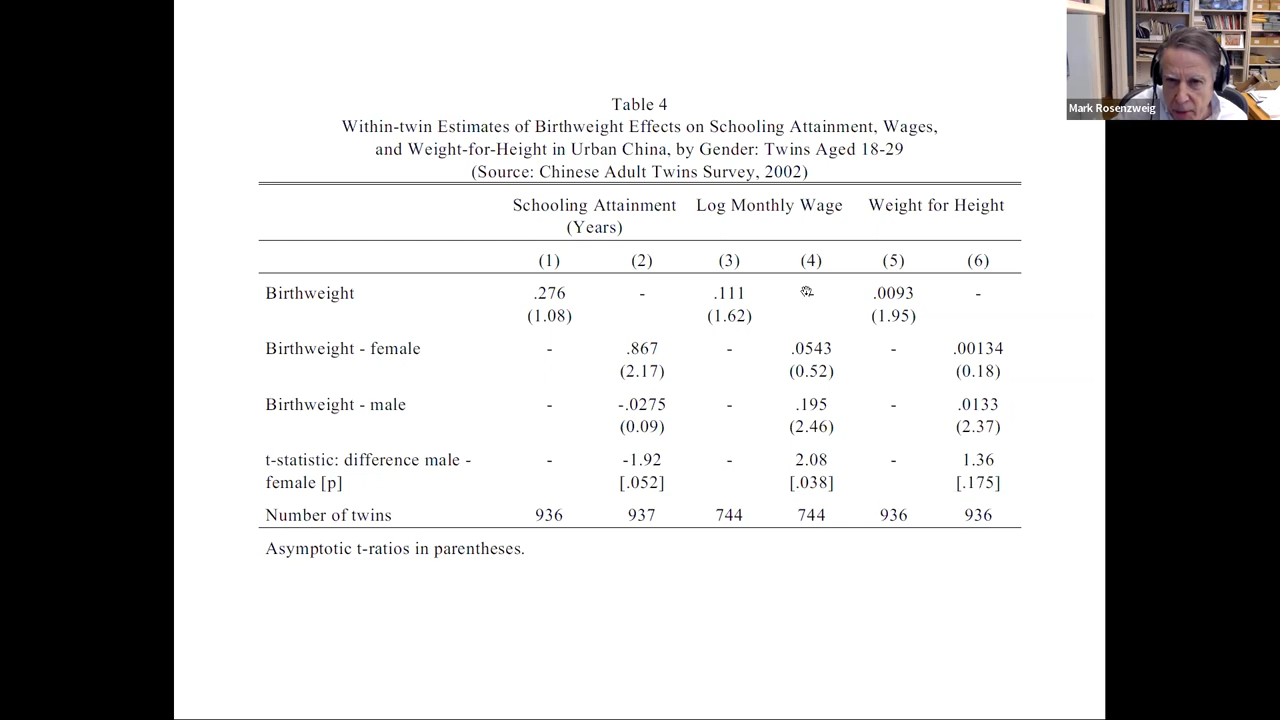 Mark Rosenzweig
Table 4
Within-twin Estimates of Birthweight Effects on Schooling Attainment, Wages,
and Weight-for-Height in Urban China, by Gender: Twins Aged 18-29
(Source: Chinese Adult Twins Survey, 2002)
Schooling Attainment Log Monthly Wage Weight for Height
(Years)
(1) (2) (3) (4) (5) (6)
Birthweight .276 - .111 .0093 -
(1.08) (1.62) (1.95)
Birthweight - female - .867 - .0543 - .00134
(2.17) (0.52) (0.18)
Birthweight - male - -.0275 - .195 - .0133
(0.09) (2.46) (2.37)
t-statistic: difference male - - -1.92 - 2.08 - 1.36
female [p] [.052] [.038] [.175]
Number of twins 936 937 744 744 936 936
Asymptotic t-ratios in parentheses.